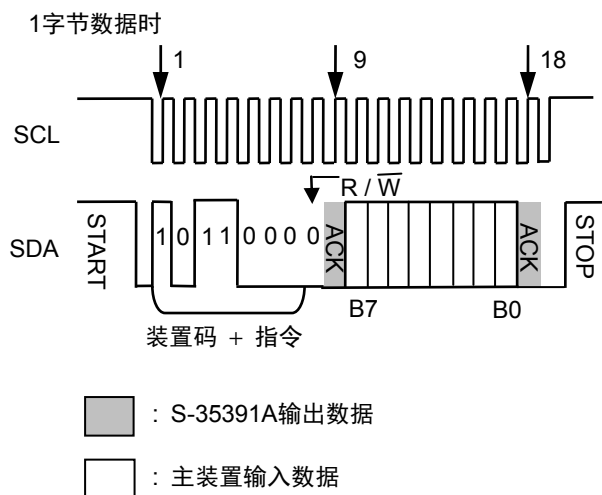 1字节数据时
1 9 18
SCL
R / W
SDA
START
1 0 1 1 0 0 0 0
ACK
ACK
STOP
B7 B0
装置码 + 指令
: S-35391A输出数据
: 主装置输入数据